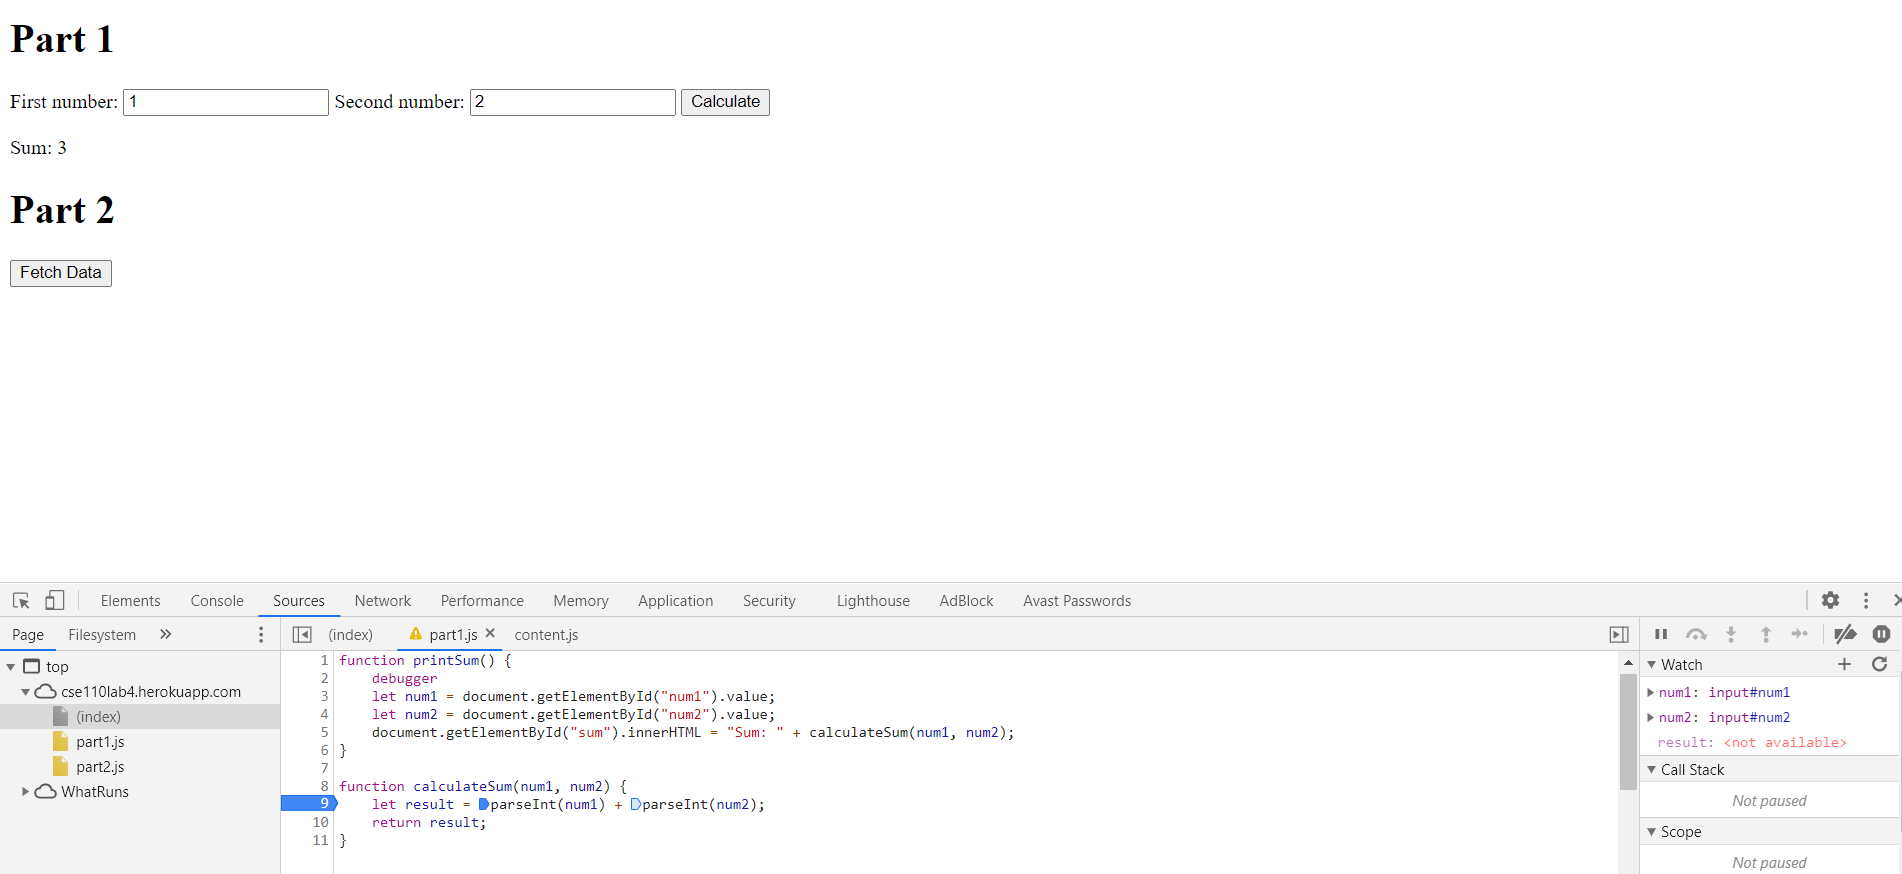 Part 1
First number: 1 Second number: 2 Calculate
Sum: 3
Part 2
Fetch Data
Elements Console Sources Network Performance Memory Application Security Lighthouse AdBlock Avast Passwords
Page Filesystem »
(index) part1.js × content.js
top
cse110lab4.herokuapp.com
(index)
part1.js
part2.js
WhatRuns
1 function printSum() {
2     debugger
3     let num1 = document.getElementById("num1").value;
4     let num2 = document.getElementById("num2").value;
5     document.getElementById("sum").innerHTML = "Sum: " + calculateSum(num1, num2);
6 }
7
8 function calculateSum(num1, num2) {
9     let result = parseInt(num1) + parseInt(num2);
10     return result;
11 }
Watch
num1: input#num1
num2: input#num2
result: <not available>
Call Stack
Not paused
Scope
Not paused